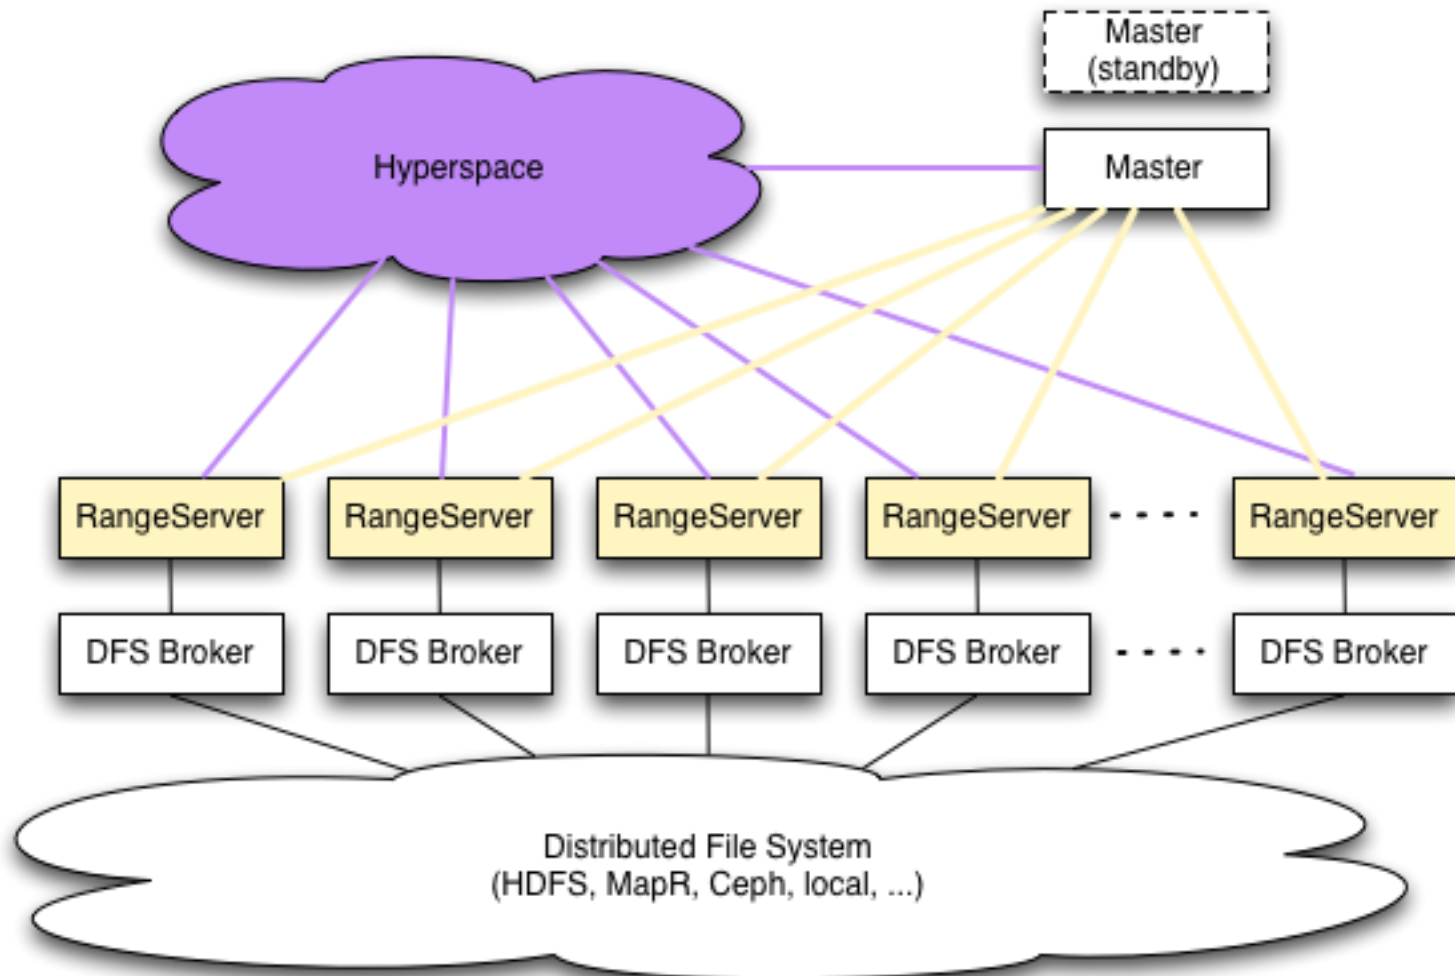 Master
(standby)
Hyperspace
Master
RangeServer
RangeServer
RangeServer
RangeServer
RangeServer
DFS Broker
DFS Broker
DFS Broker
DFS Broker
DFS Broker
Distributed File System
(HDFS, MapR, Ceph, local, ...)